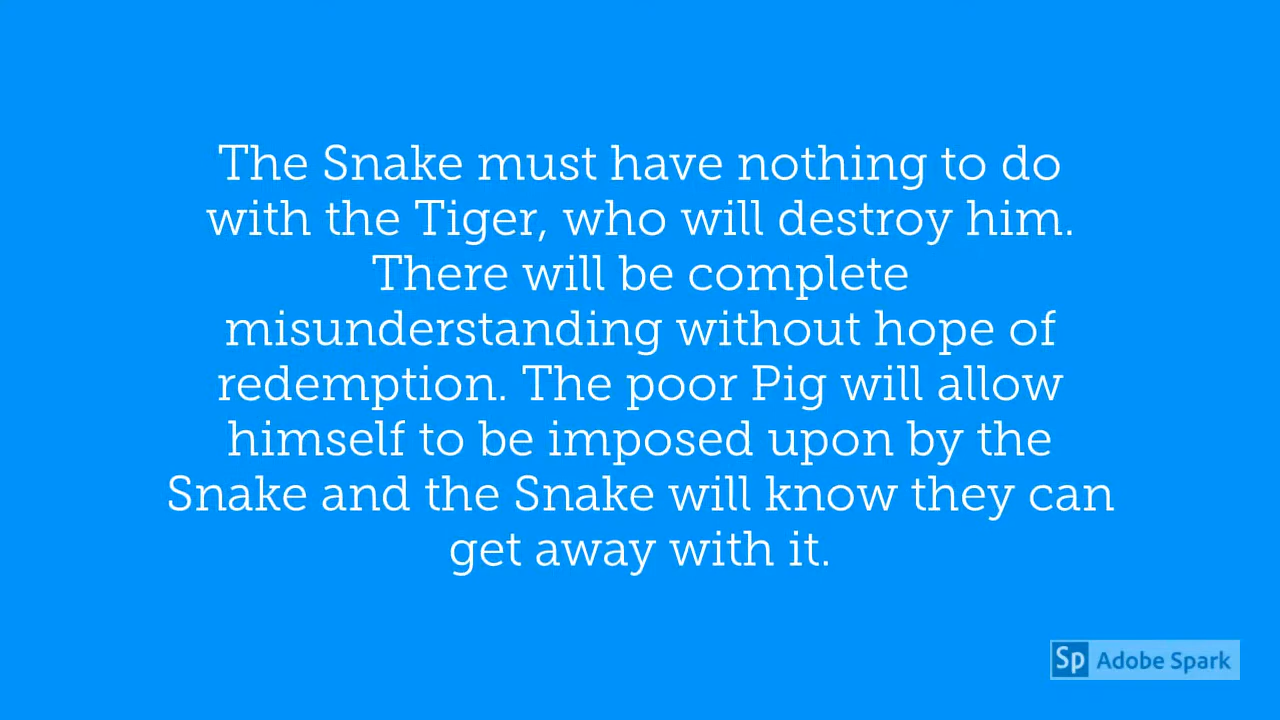 The Snake must have nothing to do
with the Tiger, who will destroy him.
There will be complete
misunderstanding without hope of
redemption. The poor Pig will allow
himself to be imposed upon by the
Snake and the Snake will know they can
get away with it.
Sp Adobe Spark